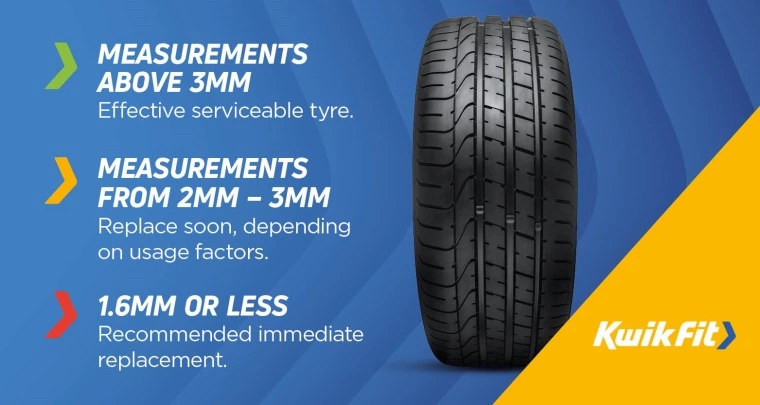 MEASUREMENTS
ABOVE 3MM
Effective serviceable tyre.
MEASUREMENTS
FROM 2MM – 3MM
Replace soon, depending
on usage factors.
1.6MM OR LESS
Recommended immediate
replacement.
KwikFit